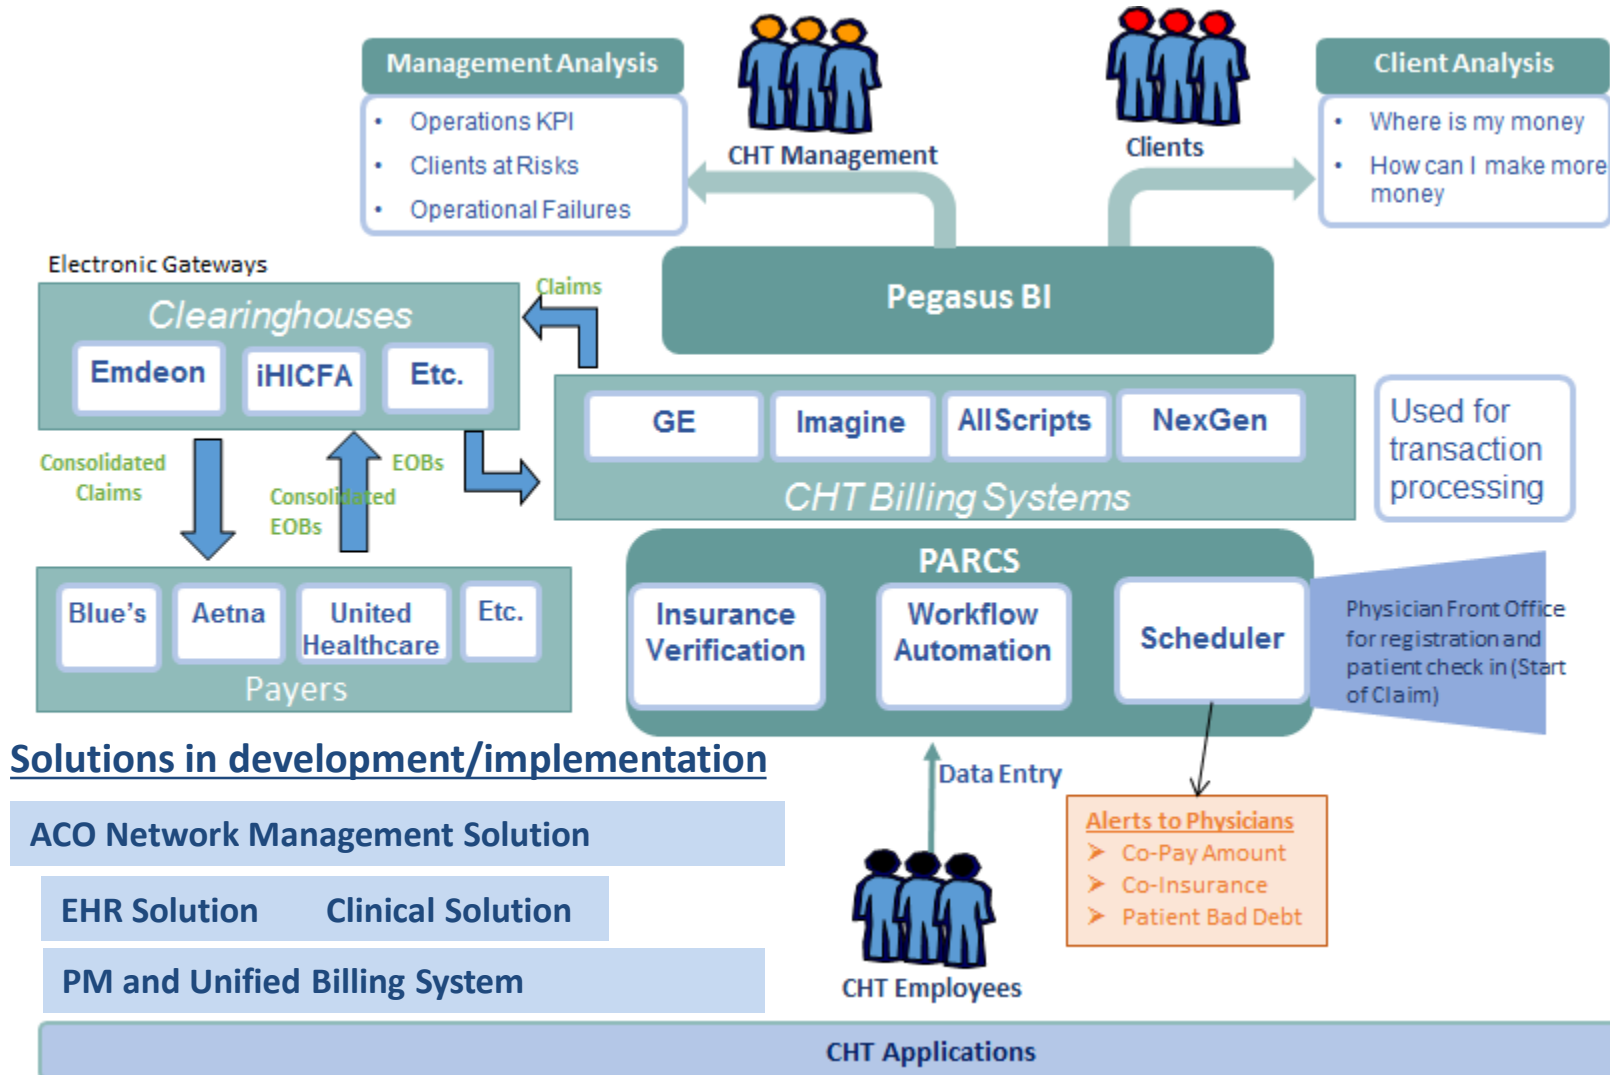 Management Analysis
• Operations KPI
• Clients at Risks
• Operational Failures
CHT Management
Clients
Client Analysis
• Where is my money
• How can I make more
money
Electronic Gateways
Clearinghouses
Emdeon
iHICFA
Etc.
Claims
Pegasus BI
GE
Imagine
AllScripts
NexGen
CHT Billing Systems
Used for
transaction
processing
Consolidated
Claims
Consolidated
EOBs
EOBs
Blue's
Aetna
United
Healthcare
Etc.
Payers
PARCS
Insurance
Verification
Workflow
Automation
Scheduler
Physician Front Office
for registration and
patient check in (Start
of Claim)
Solutions in development/implementation
ACO Network Management Solution
EHR Solution
Clinical Solution
PM and Unified Billing System
Data Entry
CHT Employees
Alerts to Physicians
➢ Co-Pay Amount
➢ Co-Insurance
➢ Patient Bad Debt
CHT Applications